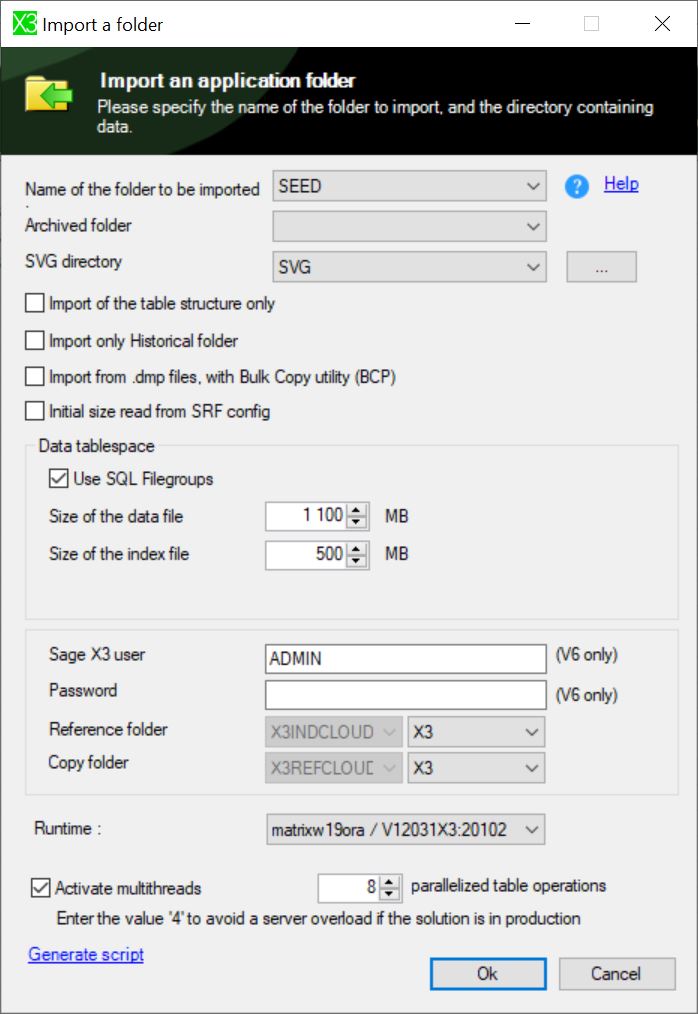 X3 Import a folder
Import an application folder
Please specify the name of the folder to import, and the directory containing
data.
Name of the folder to be imported SEED ? Help
:
Archived folder
SVG directory SVG ...
Import of the table structure only
Import only Historical folder
Import from .dmp files, with Bulk Copy utility (BCP)
Initial size read from SRF config
Data tablespace
Use SQL Filegroups
Size of the data file 1 100 MB
Size of the index file 500 MB
Sage X3 user ADMIN (V6 only)
Password (V6 only)
Reference folder X3INDCLOUD X3
Copy folder X3REFCLOUD X3
Runtime : matrixw19ora / V12031X3:20102
Activate multithreads 8 parallelized table operations
Enter the value '4' to avoid a server overload if the solution is in production
Generate script
Ok Cancel